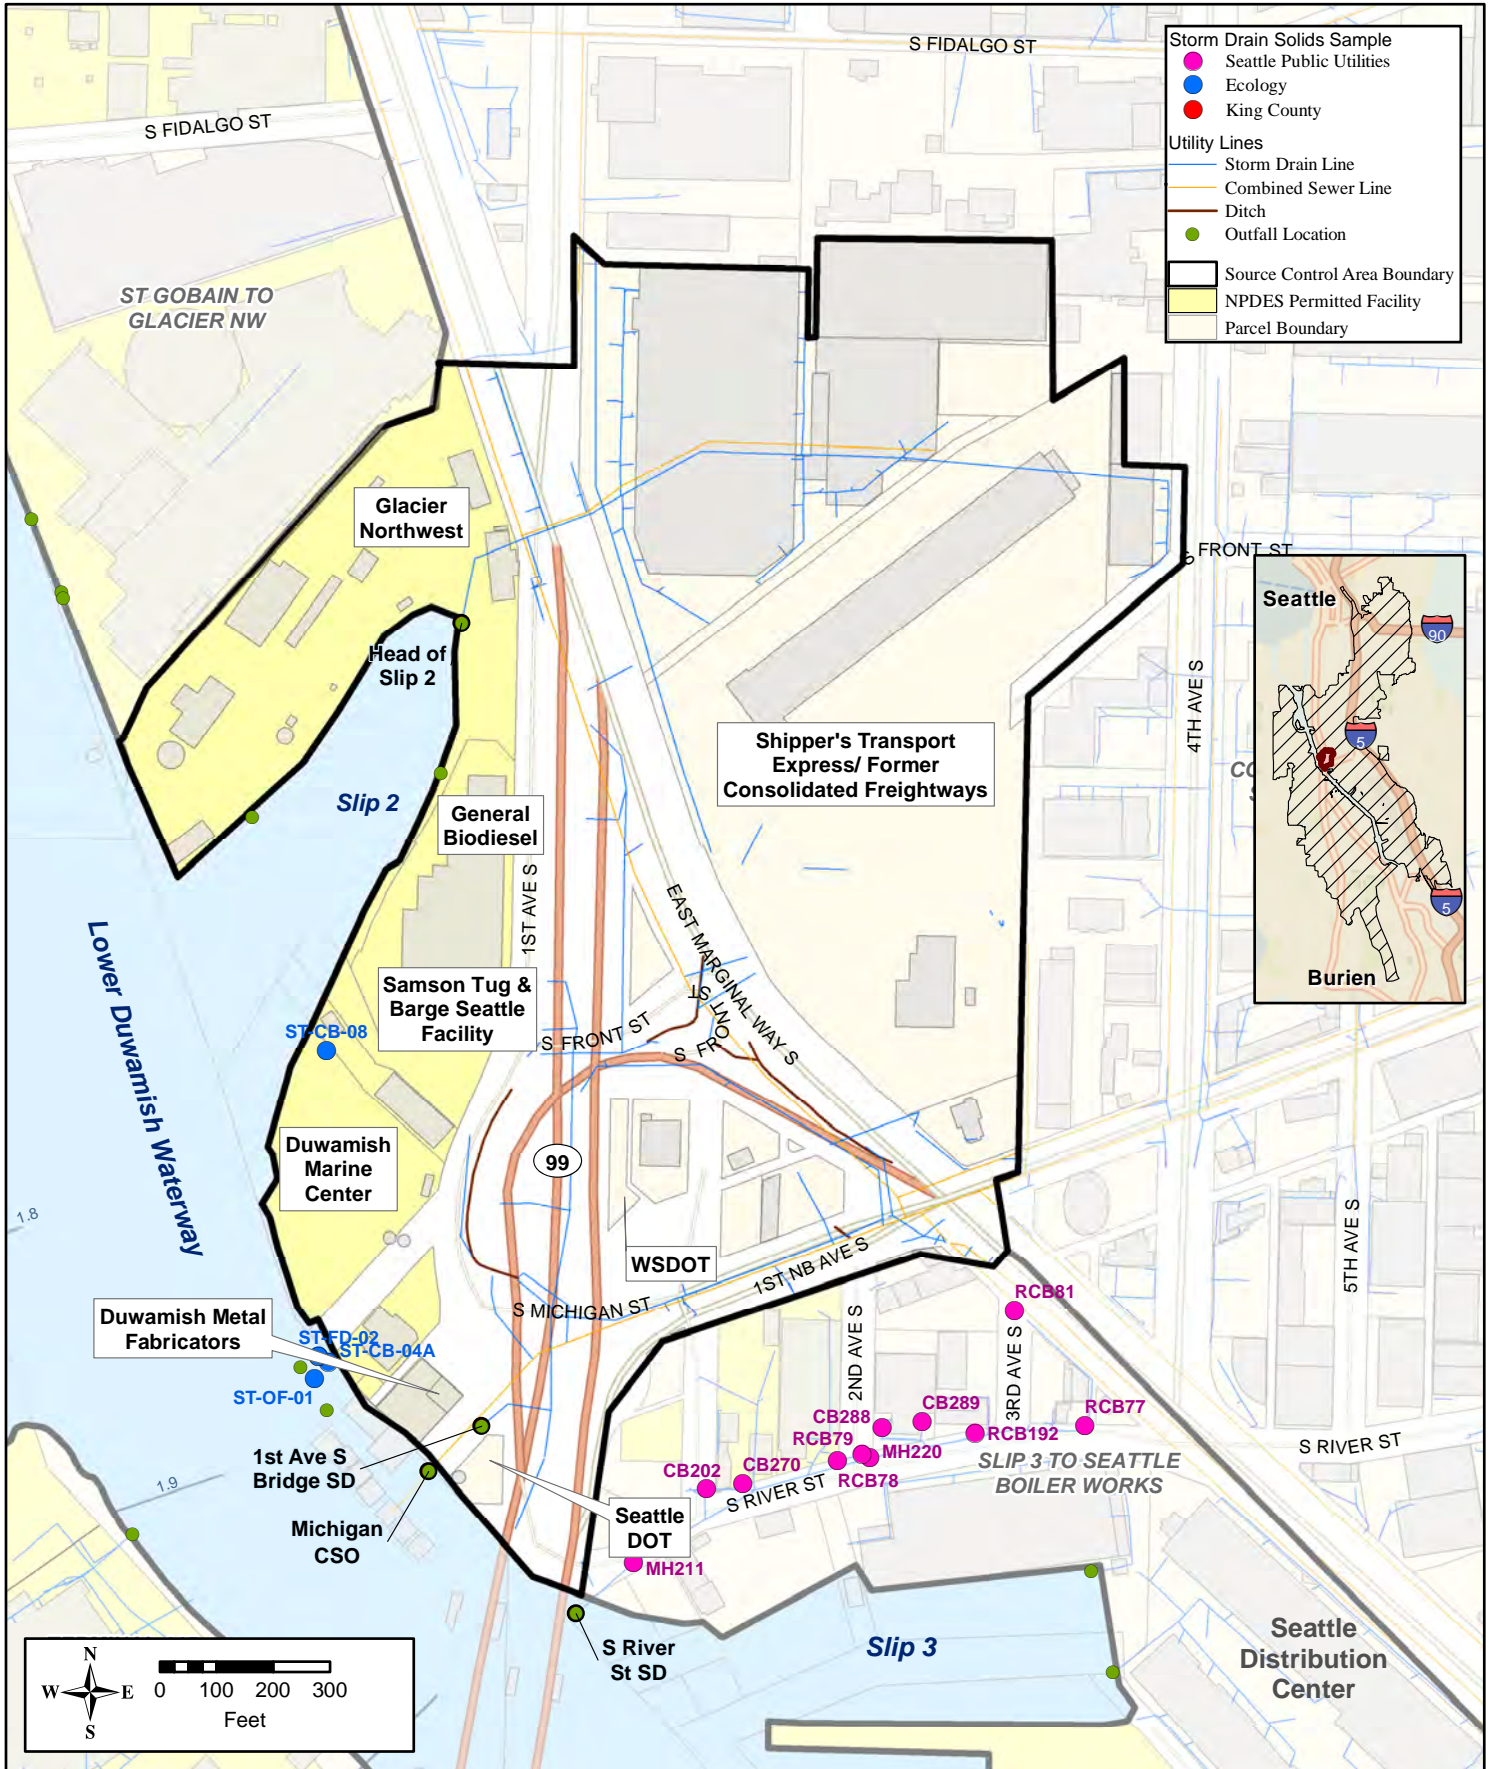 S FIDALGO ST
Storm Drain Solids Sample
Seattle Public Utilities
Ecology
King County
Utility Lines
Storm Drain Line
Combined Sewer Line
Ditch
Outfall Location
Source Control Area Boundary
NPDES Permitted Facility
Parcel Boundary
S FIDALGO ST
ST GOBAIN TO
GLACIER NW
Glacier
Northwest
S FRONT ST
Seattle
90
5
5
Burien
Head of
Slip 2
4TH AVE S
Shipper's Transport
Express/ Former
Consolidated Freightways
Slip 2
General
Biodiesel
1ST AVE S
EAST MARGINAL WAY S
Lower Duwamish Waterway
Samson Tug &
Barge Seattle
Facility
ST-CB-08
S FRONT ST
S FRONT ST
Duwamish
Marine
Center
99
1.8
WSDOT
1ST NB AVE S
S MICHIGAN ST
5TH AVE S
Duwamish Metal
Fabricators
ST-FD-02
ST-CB-04A
ST-OF-01
RCB81
2ND AVE S
3RD AVE S
CB289
CB288
RCB77
RCB192
RCB79
MH220
RCB78
CB270
CB202
S RIVER ST
S RIVER ST
SLIP 3 TO SEATTLE
BOILER WORKS
1st Ave S
Bridge SD
1.9
Michigan
CSO
Seattle
DOT
MH211
S River
St SD
Slip 3
Seattle
Distribution
Center
N
W E
S
0 100 200 300
Feet